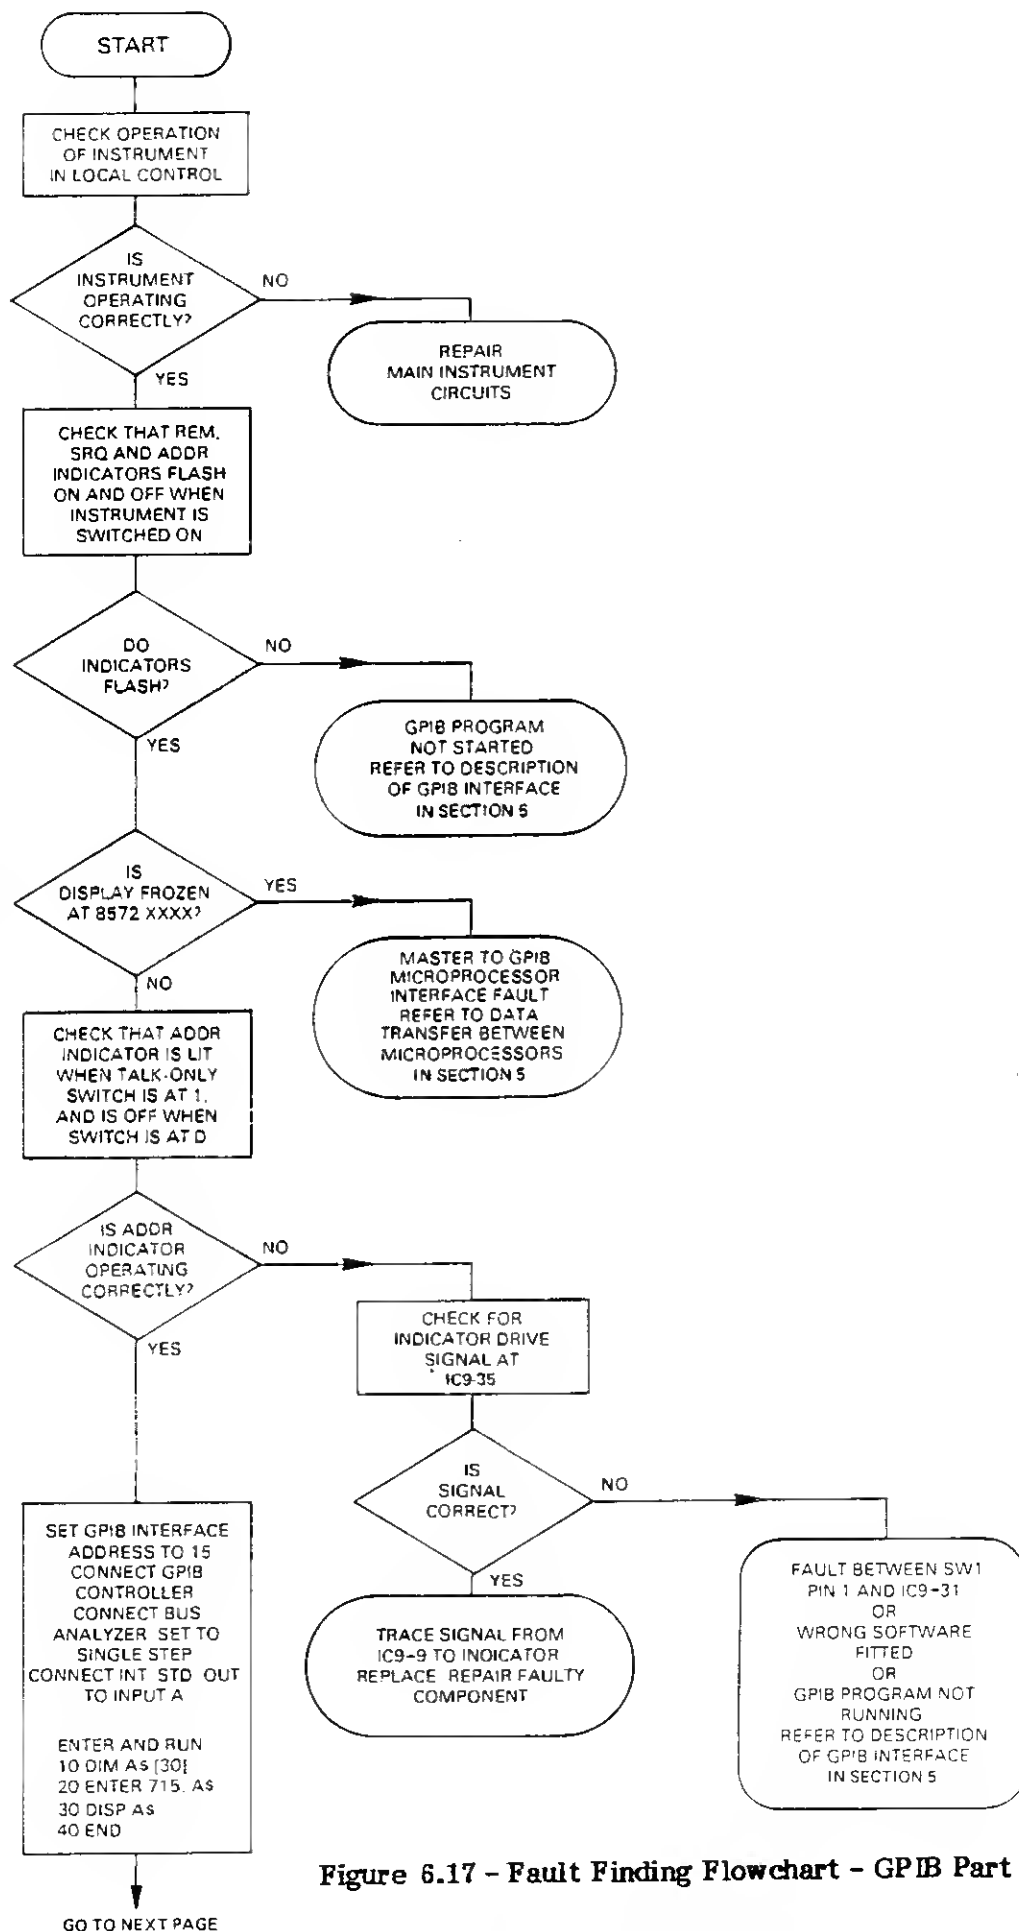 START
CHECK OPERATION
OF INSTRUMENT
IN LOCAL CONTROL
IS
INSTRUMENT
OPERATING
CORRECTLY?
NO
REPAIR
MAIN INSTRUMENT
CIRCUITS
YES
CHECK THAT REM,
SRQ AND ADDR
INDICATORS FLASH
ON AND OFF WHEN
INSTRUMENT IS
SWITCHED ON
DO
INDICATORS
FLASH?
NO
GPIB PROGRAM
NOT STARTED
REFER TO DESCRIPTION
OF GPIB INTERFACE
IN SECTION 5
YES
IS
DISPLAY FROZEN
AT 8572 XXXX?
YES
MASTER TO GPIB
MICROPROCESSOR
INTERFACE FAULT
REFER TO DATA
TRANSFER BETWEEN
MICROPROCESSORS
IN SECTION 5
NO
CHECK THAT ADDR
INDICATOR IS LIT
WHEN TALK-ONLY
SWITCH IS AT 1,
AND IS OFF WHEN
SWITCH IS AT D
IS ADDR
INDICATOR
OPERATING
CORRECTLY?
NO
CHECK FOR
INDICATOR DRIVE
SIGNAL AT
IC9-35
YES
IS
SIGNAL
CORRECT?
NO
FAULT BETWEEN SW1
PIN 1 AND IC9-31
OR
WRONG SOFTWARE
FITTED
OR
GPIB PROGRAM NOT
RUNNING
REFER TO DESCRIPTION
OF GPIB INTERFACE
IN SECTION 5
YES
TRACE SIGNAL FROM
IC9-9 TO INDICATOR
REPLACE REPAIR FAULTY
COMPONENT
SET GPIB INTERFACE
ADDRESS TO 15
CONNECT GPIB
CONTROLLER
CONNECT BUS
ANALYZER SET TO
SINGLE STEP
CONNECT INT STD OUT
TO INPUT A
ENTER AND RUN
10 DIM A$ [30]
20 ENTER 715. A$
30 DISP A$
40 END
GO TO NEXT PAGE
Figure 6.17 - Fault Finding Flowchart - GPIB Part